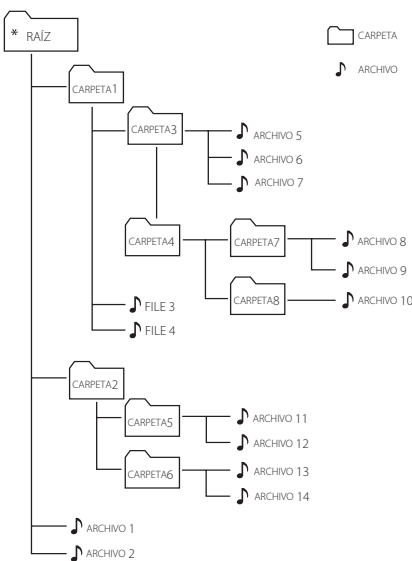 * RAÍZ
CARPETA
ARCHIVO
CARPETA1
CARPETA3
ARCHIVO 5
ARCHIVO 6
ARCHIVO 7
CARPETA4
CARPETA7
ARCHIVO 8
ARCHIVO 9
CARPETA8
ARCHIVO 10
FILE 3
FILE 4
CARPETA2
CARPETA5
ARCHIVO 11
ARCHIVO 12
CARPETA6
ARCHIVO 13
ARCHIVO 14
ARCHIVO 1
ARCHIVO 2